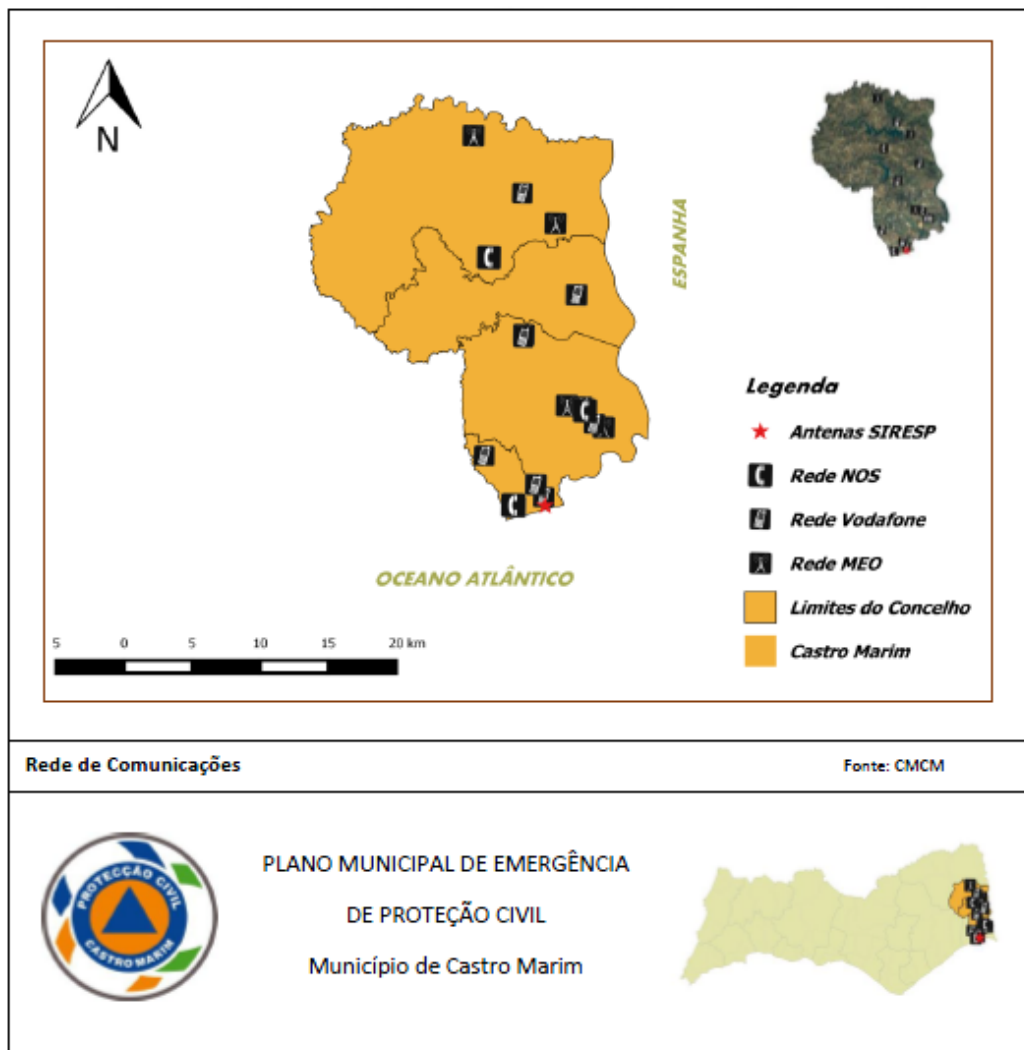 N
ESPANHA
Legenda
Antenas SIRESP
Rede NOS
Rede Vodafone
Rede MEO
Limites do Concelho
Castro Marim
OCEANO ATLÂNTICO
5 0 5 10 15 20 km
Rede de Comunicações
Fonte: CMCM
PROTECÇÃO CIVIL
CASTRO MARIM
PLANO MUNICIPAL DE EMERGÊNCIA
DE PROTEÇÃO CIVIL
Município de Castro Marim